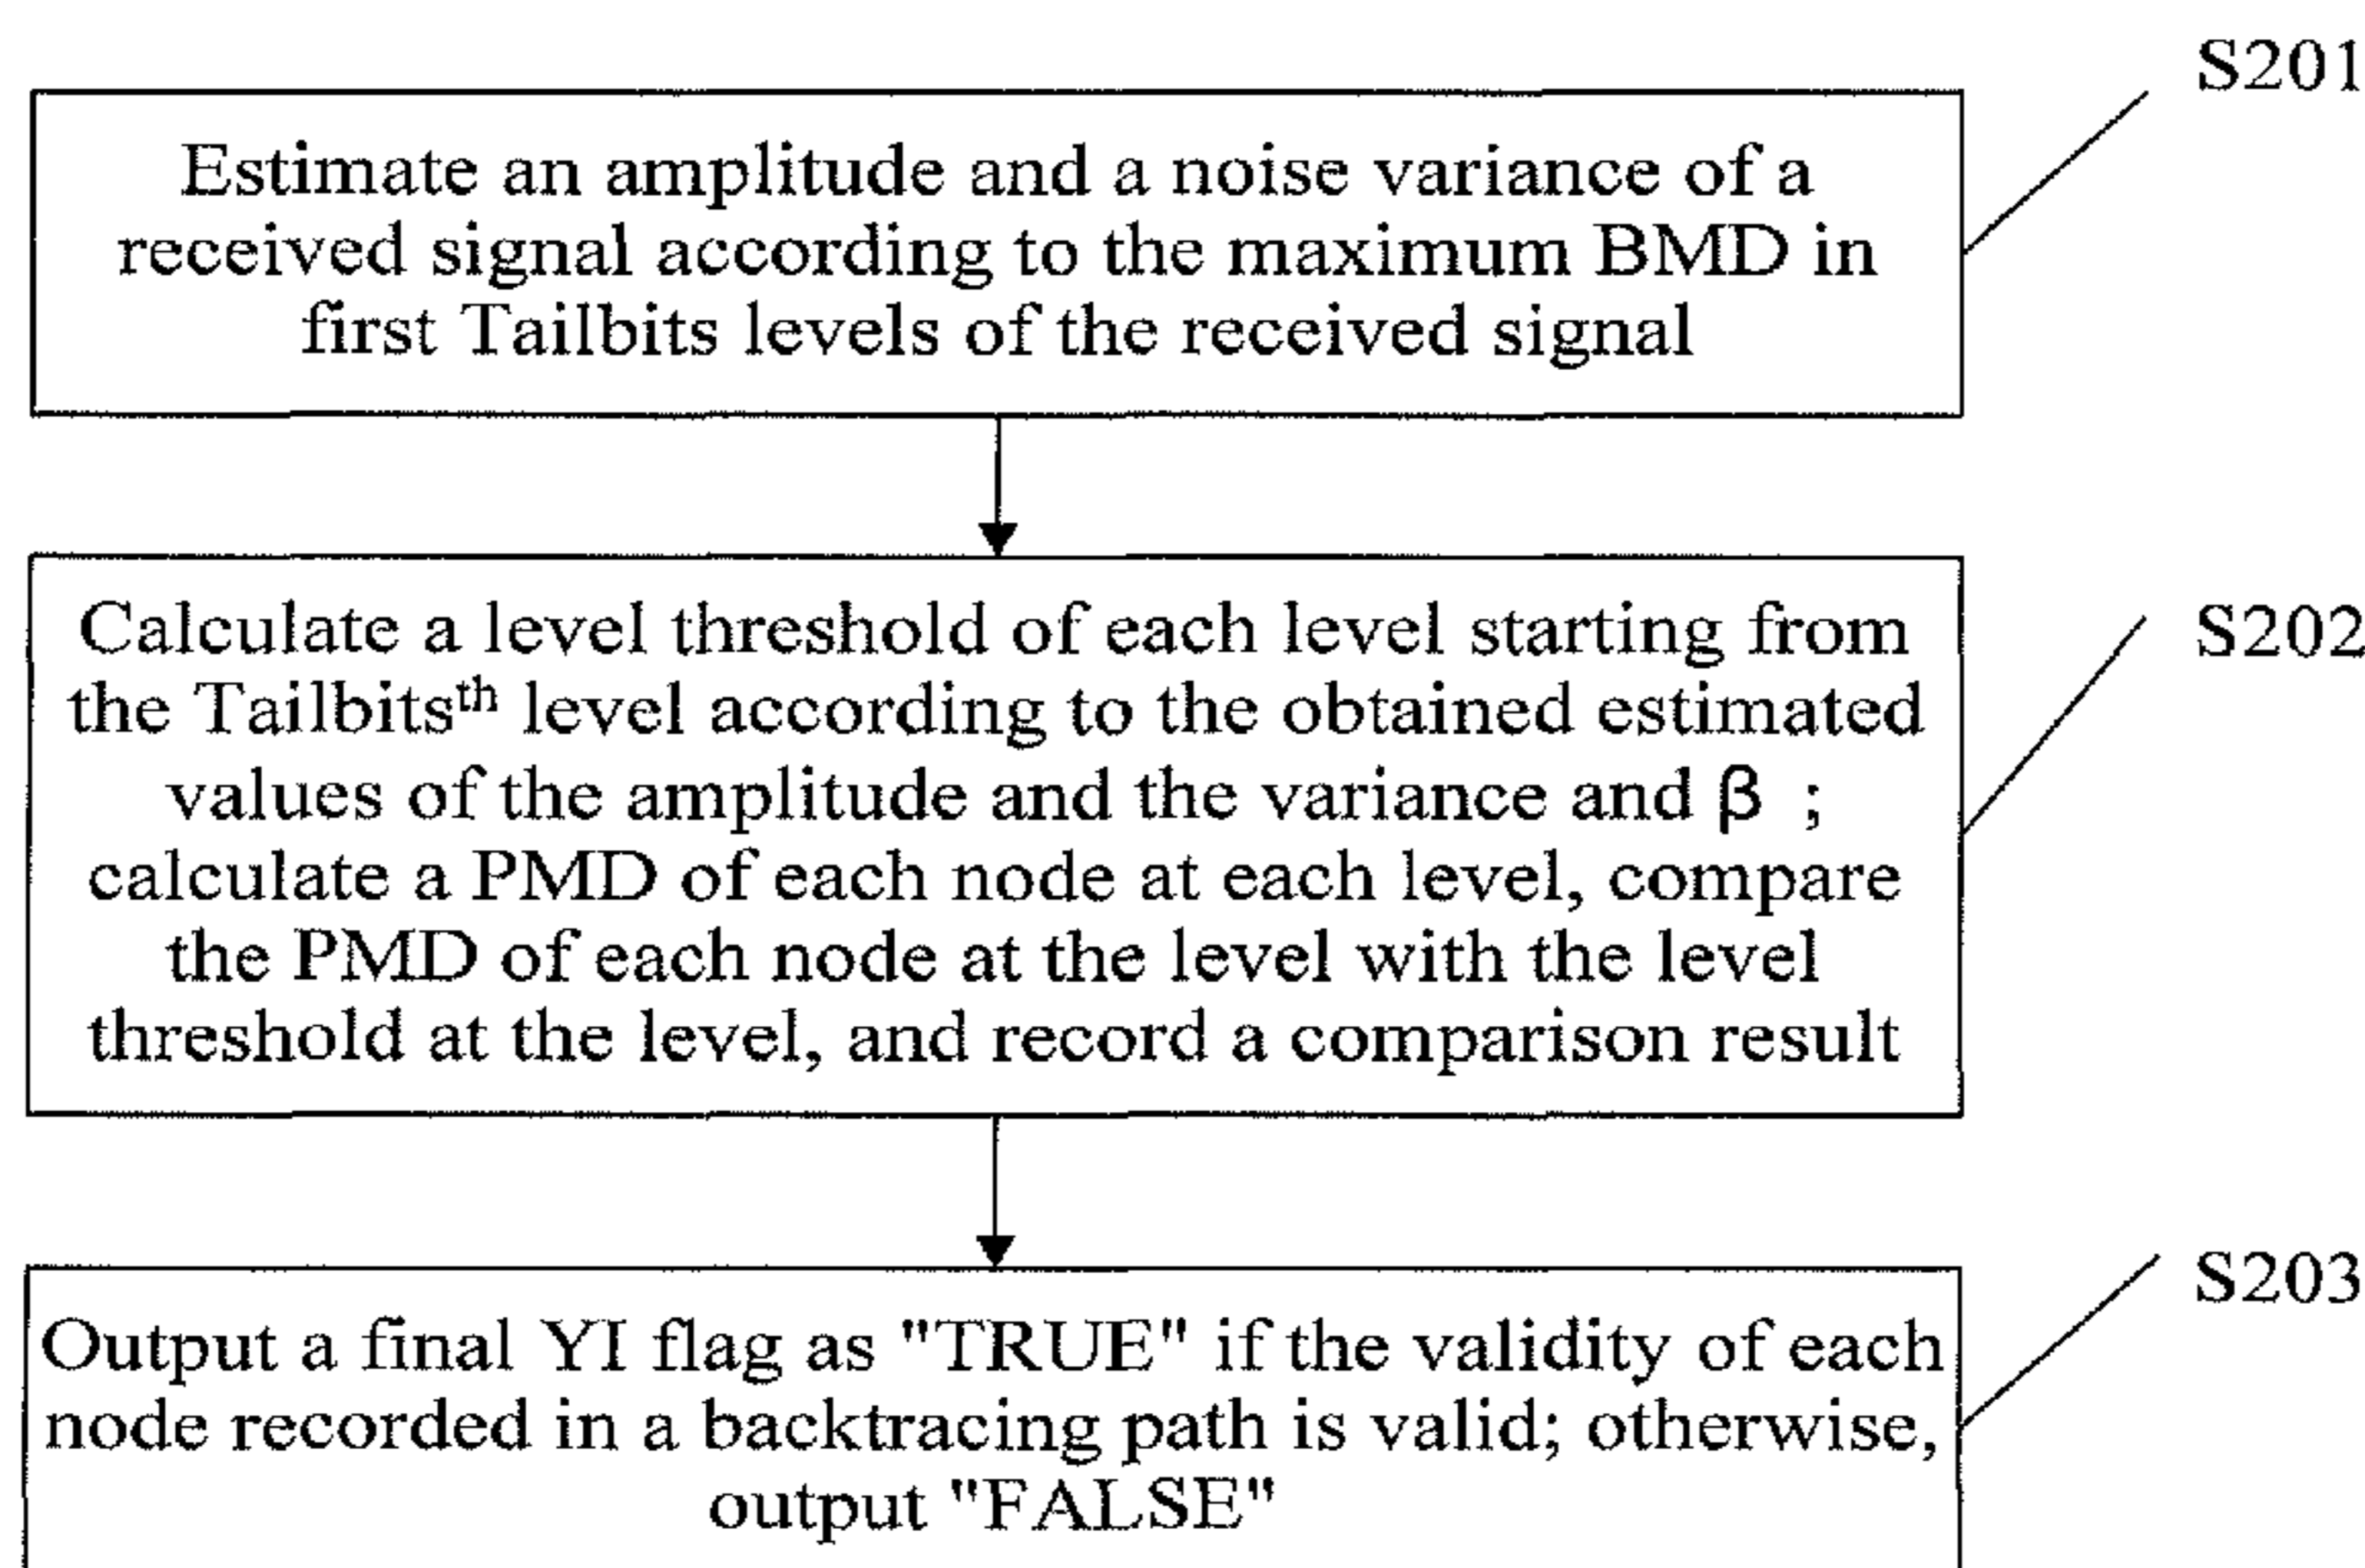 S201
Estimate an amplitude and a noise variance of a
received signal according to the maximum BMD in
first Tailbits levels of the received signal
S202
Calculate a level threshold of each level starting from
the Tailbitsth level according to the obtained estimated
values of the amplitude and the variance and β ;
calculate a PMD of each node at each level, compare
the PMD of each node at the level with the level
threshold at the level, and record a comparison result
S203
Output a final YI flag as "TRUE" if the validity of each
node recorded in a backtracing path is valid; otherwise,
output "FALSE"